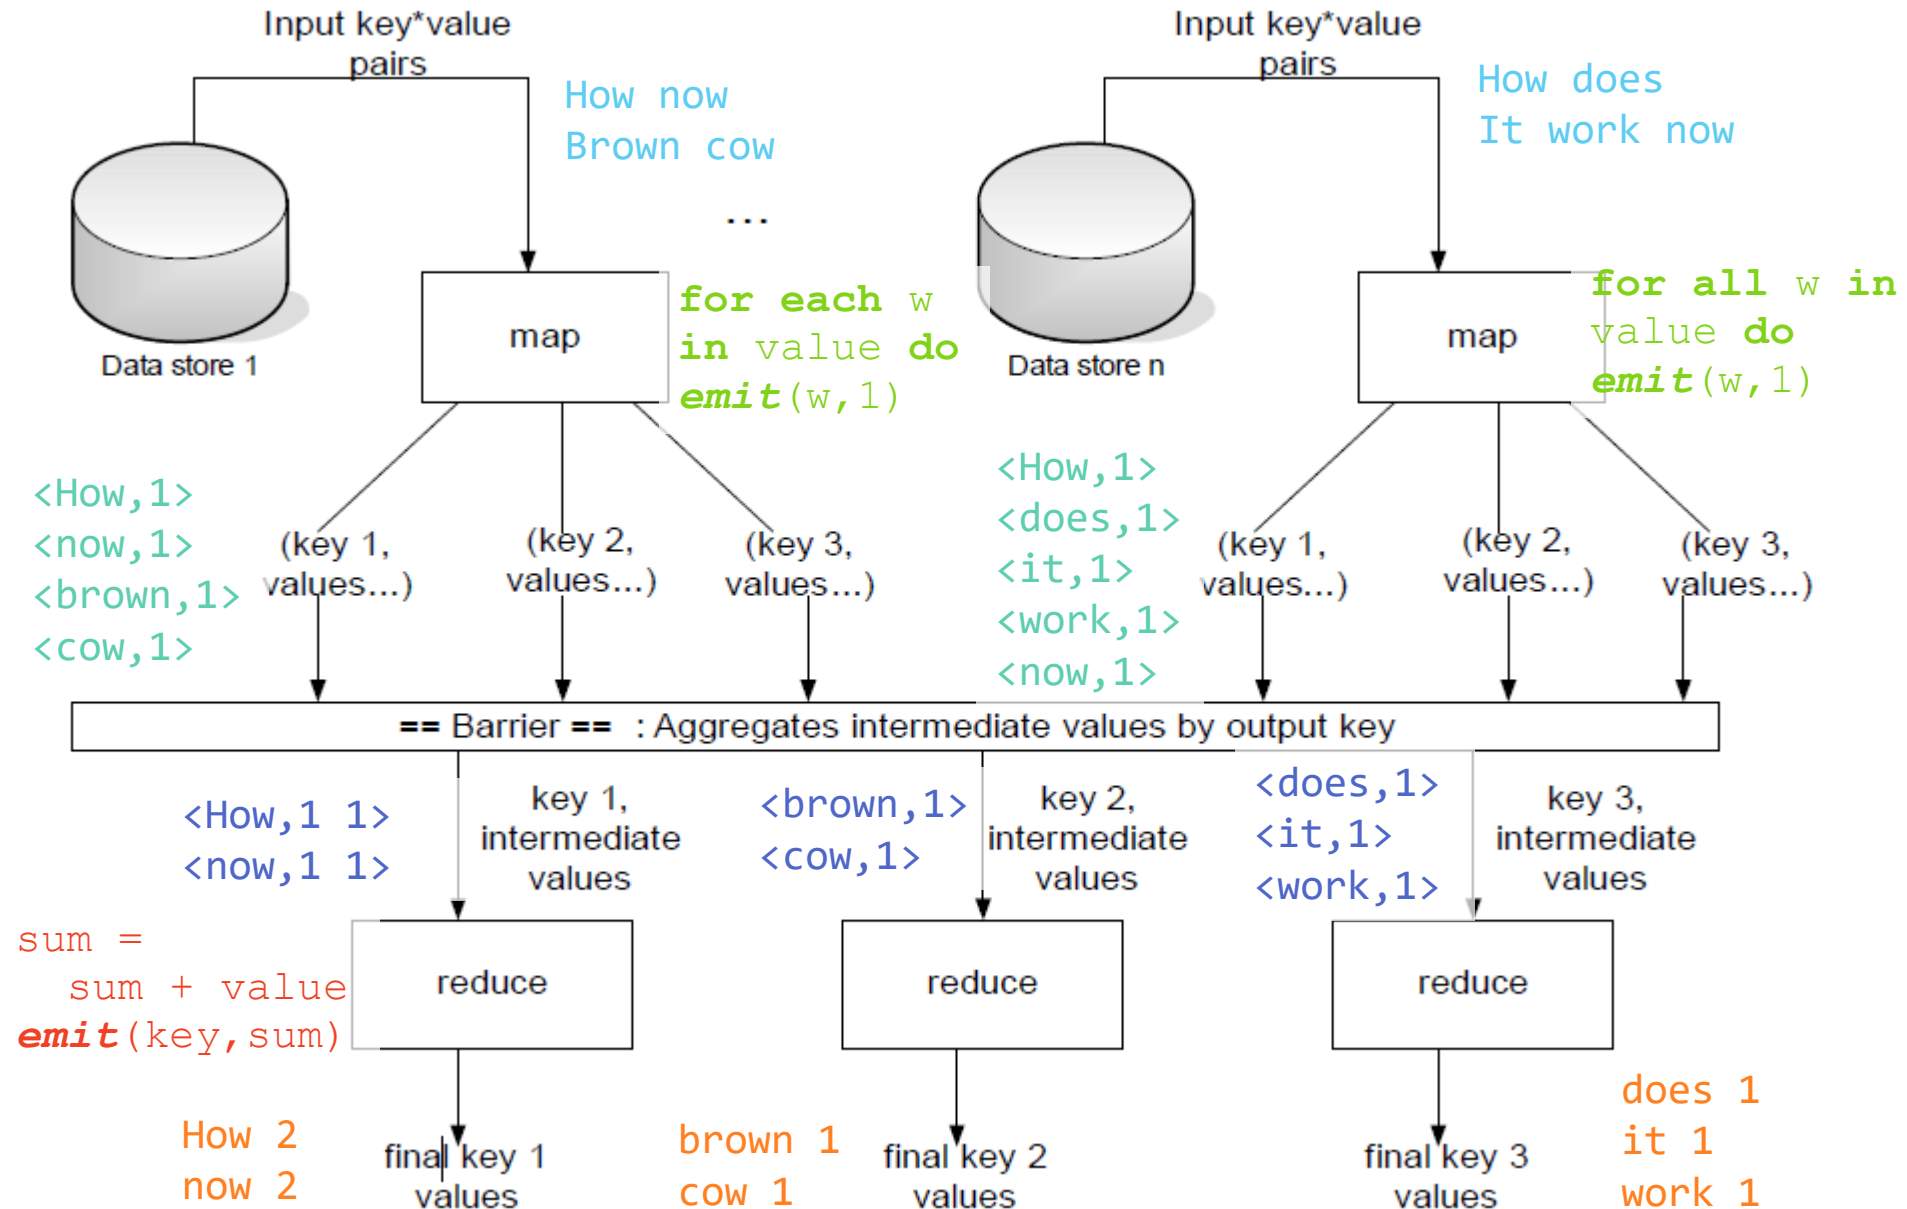 Input key*value
pairs
How now
Brown cow
Input key*value
pairs
How does
It work now
...
Data store 1
map
for each w
in value do
emit(w,1)
Data store n
map
for all w in
value do
emit(w,1)
<How,1>
<now,1>
<brown,1>
<cow,1>
(key 1,
values...)
(key 2,
values...)
(key 3,
values...)
<How,1>
<does,1>
<it,1>
<work,1>
<now,1>
(key 1,
values...)
(key 2,
values...)
(key 3,
values...)
== Barrier == : Aggregates intermediate values by output key
<How,1 1>
<now,1 1>
key 1,
intermediate
values
<brown,1>
<cow,1>
key 2,
intermediate
values
<does,1>
<it,1>
<work,1>
key 3,
intermediate
values
sum =
sum + value
emit(key,sum)
reduce
reduce
reduce
How 2
now 2
final key 1
values
brown 1
cow 1
final key 2
values
final key 3
values
does 1
it 1
work 1